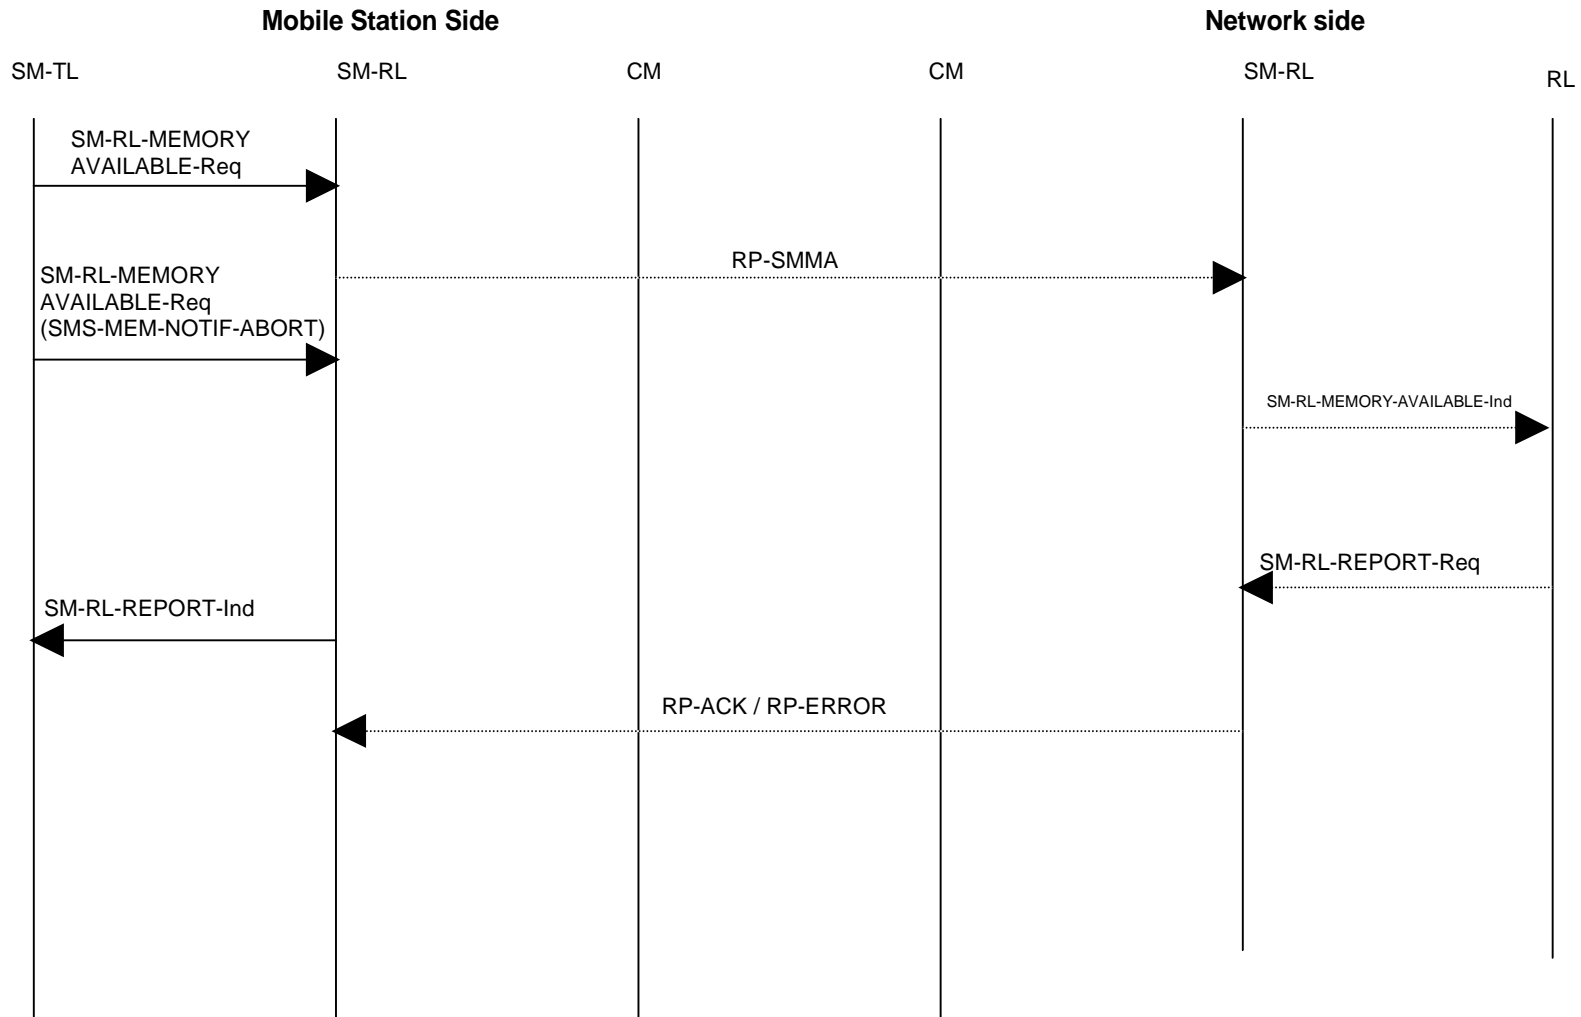 Mobile Station Side
Network side
SM-TL
SM-RL
CM
CM
SM-RL
RL
SM-RL-MEMORY
AVAILABLE-Req
RP-SMMA
SM-RL-MEMORY
AVAILABLE-Req
(SMS-MEM-NOTIF-ABORT)
SM-RL-MEMORY-AVAILABLE-Ind
SM-RL-REPORT-Req
SM-RL-REPORT-Ind
RP-ACK / RP-ERROR